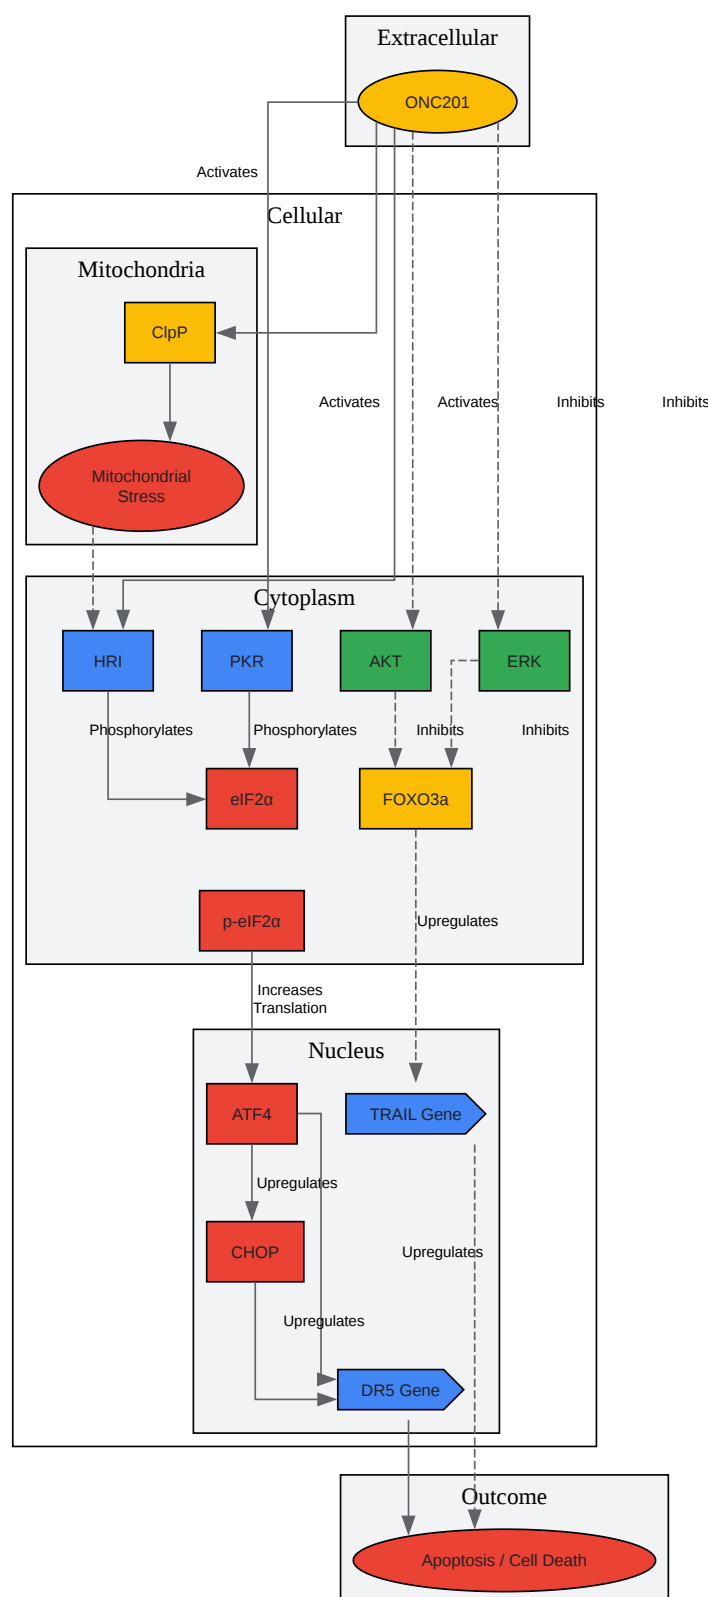 Extracellular
ONC201
Activates
Cellular
Mitochondria
ClpP
Activates
Activates
Inhibits
Inhibits
Mitochondrial
Stress
Cytoplasm
HRI
PKR
AKT
ERK
Phosphorylates
Phosphorylates
Inhibits
Inhibits
eIF2α
FOXO3a
p-eIF2α
Upregulates
Increases
Translation
Nucleus
ATF4
TRAIL Gene
Upregulates
CHOP
Upregulates
Upregulates
DR5 Gene
Outcome
Apoptosis / Cell Death